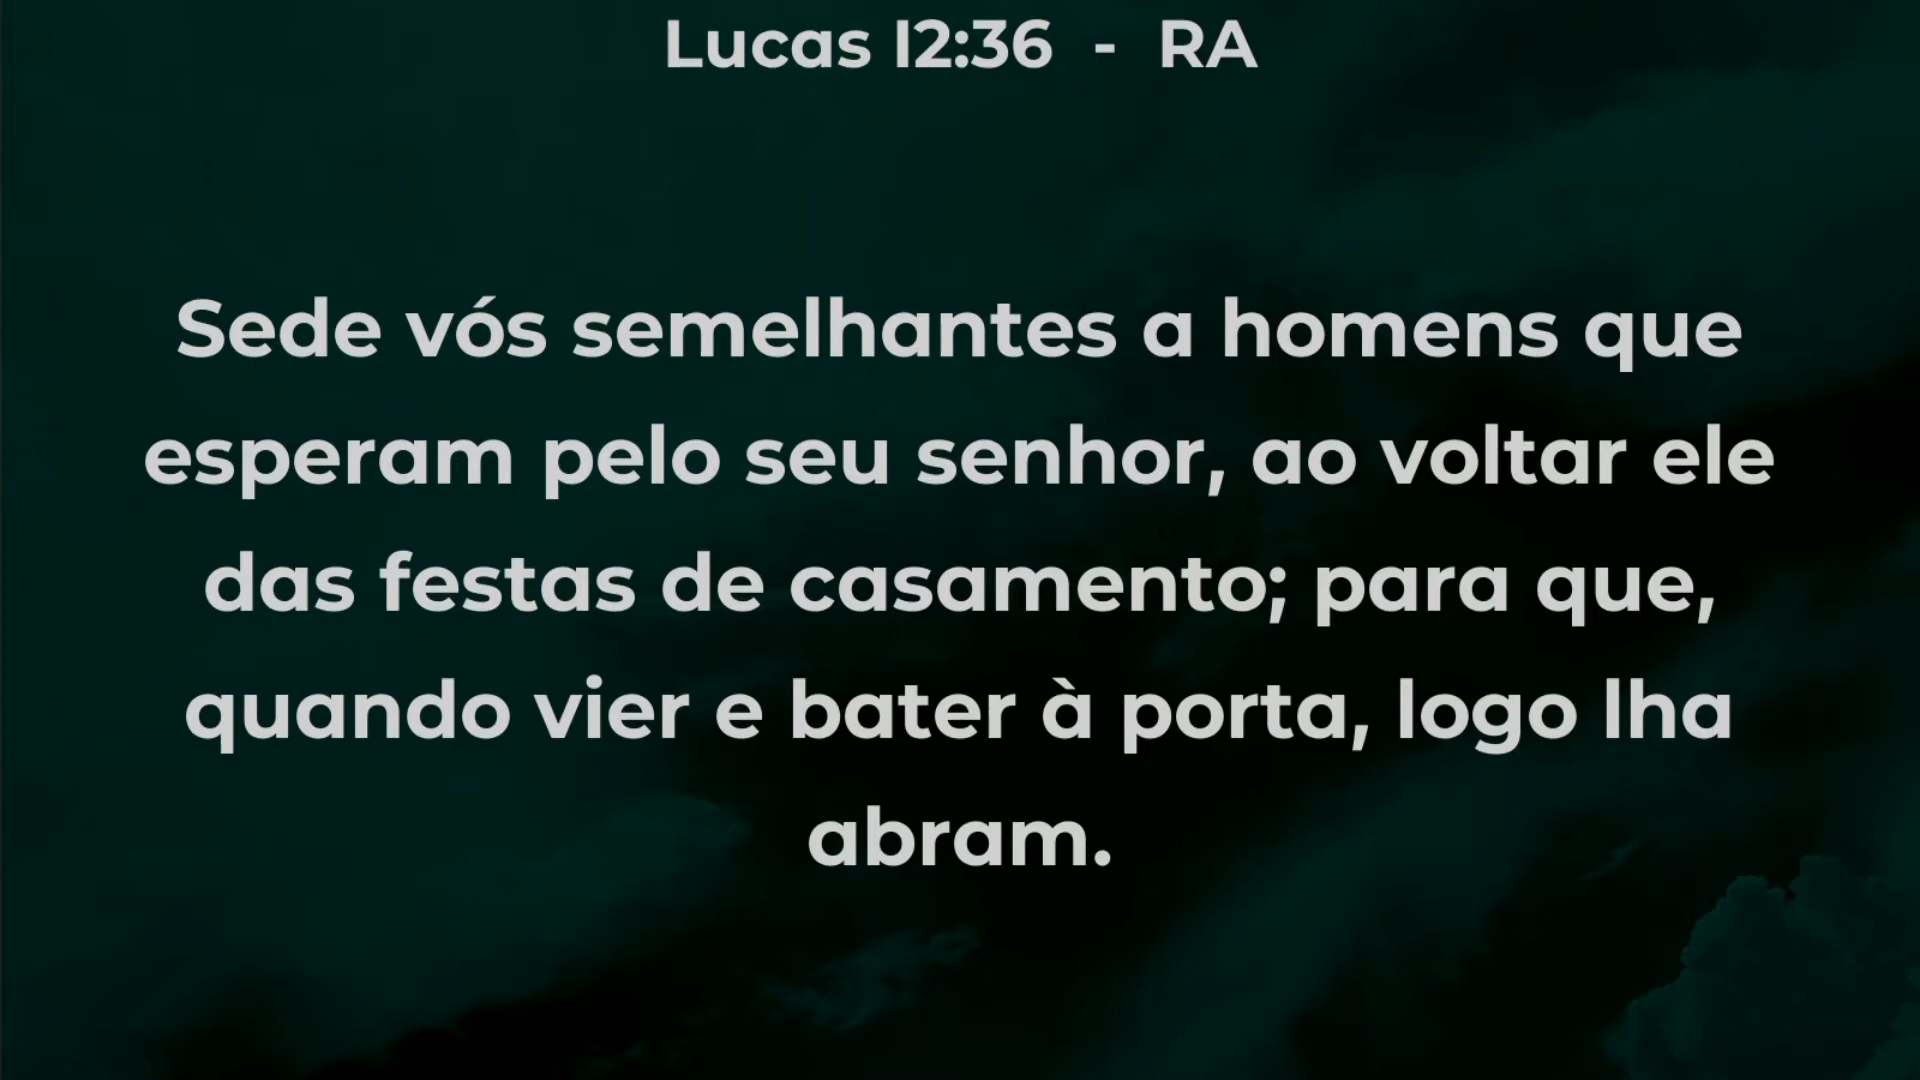 Lucas 12:36 - RA
Sede vós semelhantes a homens que
esperam pelo seu senhor, ao voltar ele
das festas de casamento; para que,
quando vier e bater à porta, logo lha
abram.